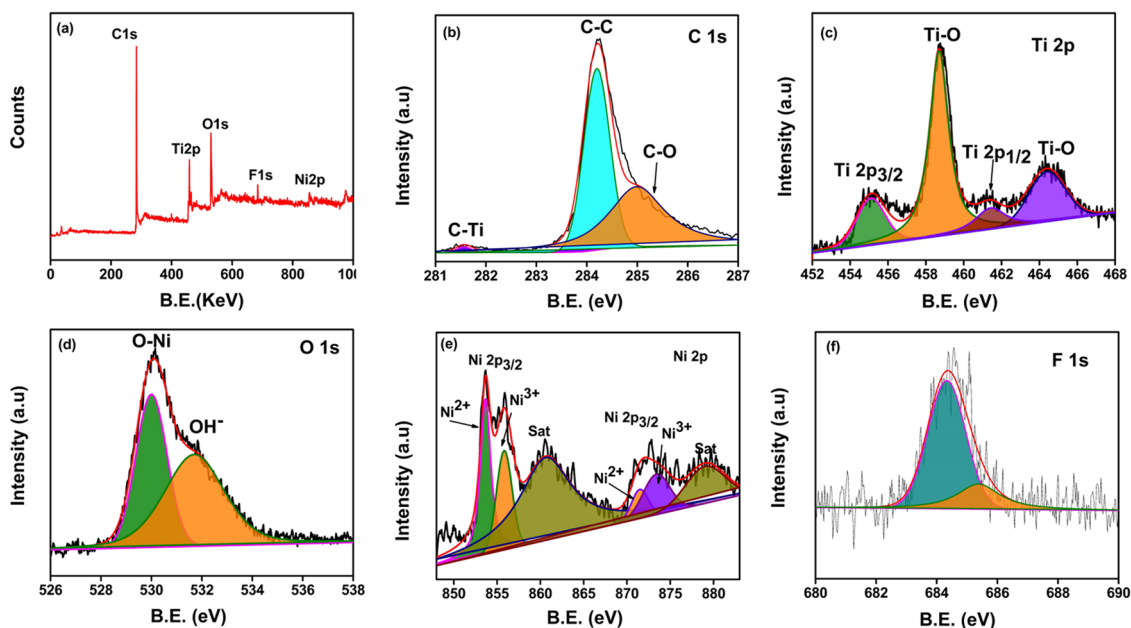 (a)
C1s
O1s
Ti2p
F1s
Ni2p
Counts
0 200 400 600 800 1000
B.E.(KeV)
(b)
C-C
C 1s
C-O
C-Ti
Intensity (a.u)
281 282 283 284 285 286 287
B.E. (eV)
(c)
Ti-O
Ti 2p
Ti 2p3/2
Ti 2p1/2
Ti-O
Intensity (a.u)
452 454 456 458 460 462 464 466 468
B.E. (eV)
(d)
O-Ni
O 1s
OH-
Intensity (a.u)
526 528 530 532 534 536 538
B.E. (eV)
(e)
Ni 2p3/2
Ni 2p
Ni2+
Ni3+
Sat
Ni 2p3/2
Ni3+
Sat
Ni2+
Intensity (a.u)
850 860 870 880
B.E. (eV)
(f)
F 1s
Intensity (a.u)
680 682 684 686 688 690
B.E. (eV)